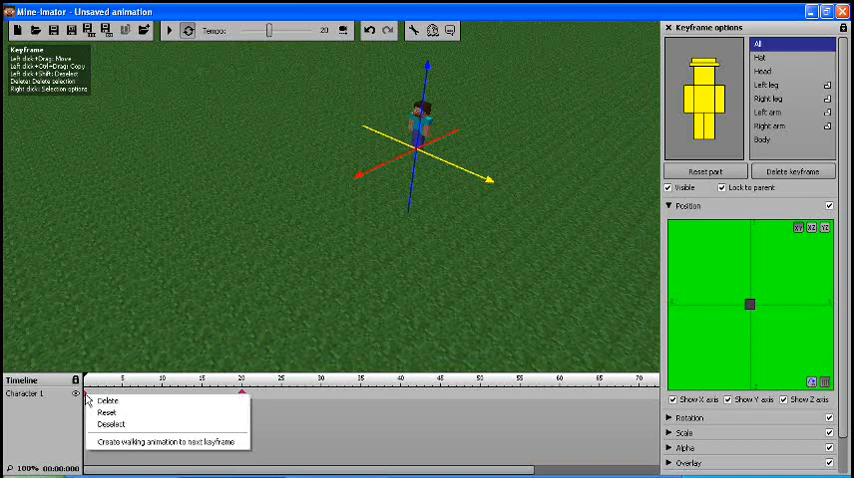 Mine-imator - Unsaved animation
Tempo:
20
Keyframe
Left click+Drag: Move
Left click+Ctrl+Drag: Copy
Left click+Shift: Deselect
Delete: Delete selection
Right click: Selection options
Keyframe options
All
Hat
Head
Left leg
Right leg
Left arm
Right arm
Body
Reset part
Delete keyframe
Visible
Lock to parent
Position
XY XZ YZ
Show X axis
Show Y axis
Show Z axis
Rotation
Scale
Alpha
Overlay
Timeline
5 10 15 20 25 30 35 40 45 50 55 60 65 70
Character 1
Delete
Reset
Deselect
Create walking animation to next keyframe
100% 00:00:000